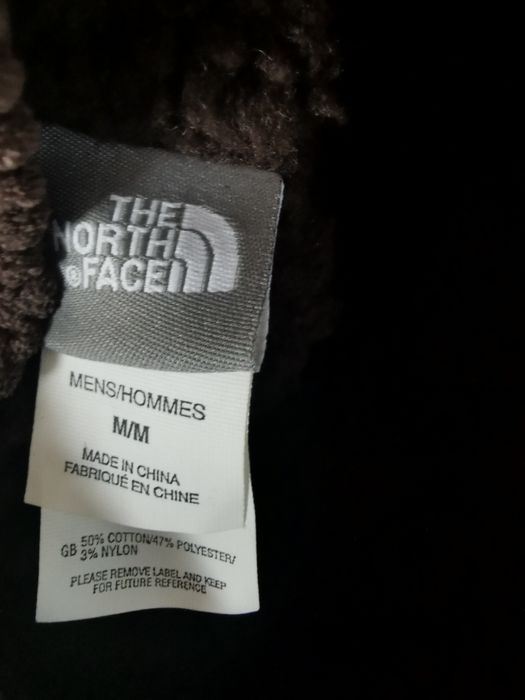 THE
NORTH
®FACE
MENS/HOMMES
M/M
MADE IN CHINA
FABRIQUÉ EN CHINE
GB 50% COTTON/47% POLYESTER/
3% NYLON
PLEASE REMOVE LABEL AND KEEP
FOR FUTURE REFERENCE